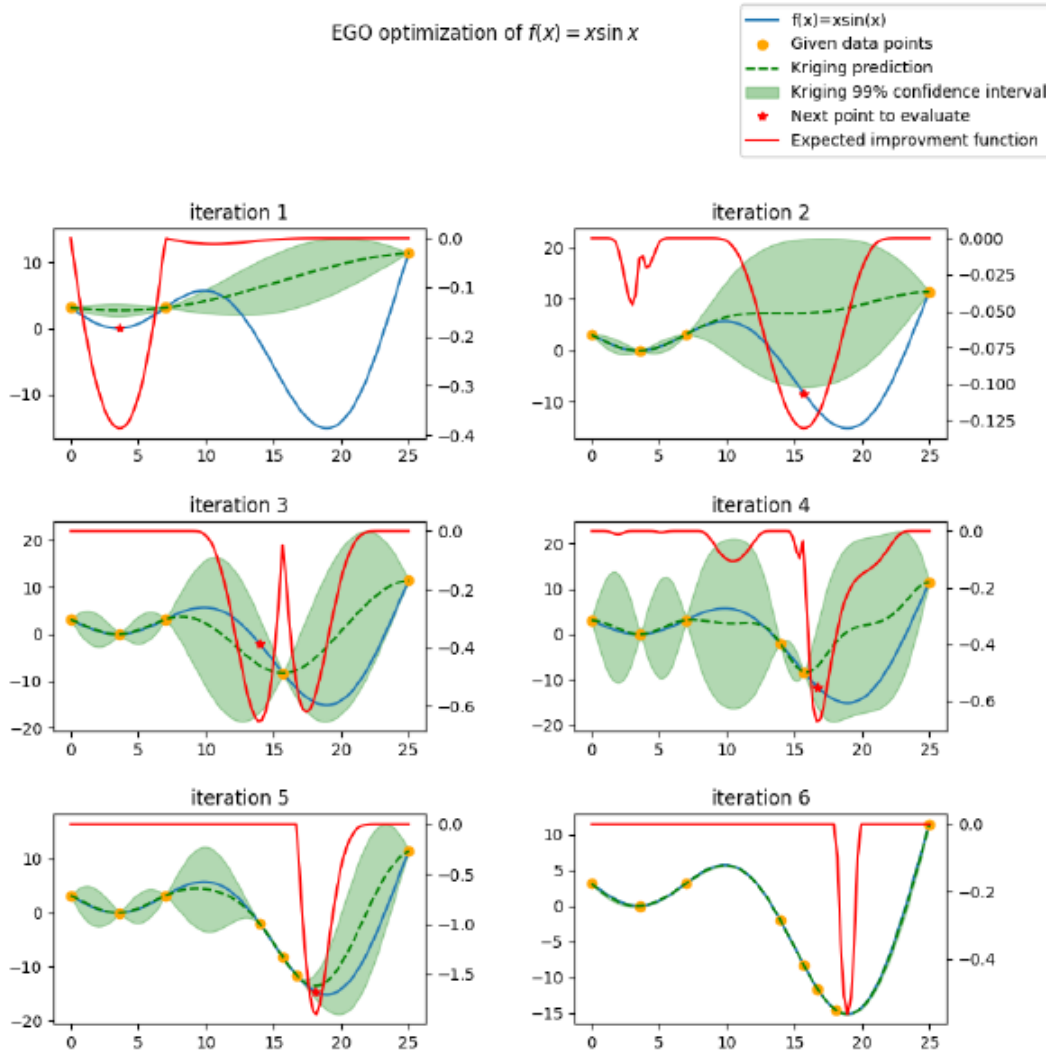 EGO optimization of f(x) = x sin x
f(x)=xsin(x)
Given data points
Kriging prediction
Kriging 99% confidence interval
Next point to evaluate
Expected improvment function
iteration 1
10
0
−10
0.0
−0.1
−0.2
−0.3
−0.4
0 5 10 15 20 25
iteration 2
20
10
0
−10
0.000
−0.025
−0.050
−0.075
−0.100
−0.125
0 5 10 15 20 25
iteration 3
20
10
0
−10
−20
0.0
−0.2
−0.4
−0.6
0 5 10 15 20 25
iteration 4
20
10
0
−10
−20
0.0
−0.2
−0.4
−0.6
0 5 10 15 20 25
iteration 5
10
0
−10
−20
0.0
−0.5
−1.0
−1.5
0 5 10 15 20 25
iteration 6
10
5
0
−5
−10
−15
0.0
−0.2
−0.4
0 5 10 15 20 25